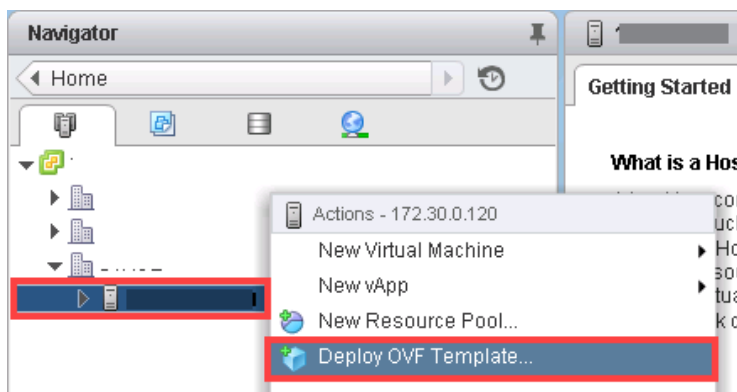 Navigator
Home
Getting Started
What is a Hos
Actions - 172.30.0.120
New Virtual Machine
New vApp
New Resource Pool...
Deploy OVF Template...